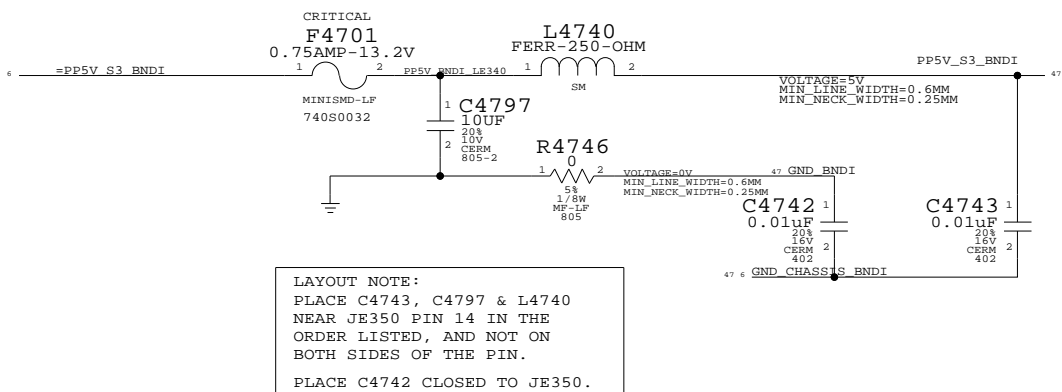 CRITICAL
F4701
0.75AMP-13.2V
6 =PP5V_S3_BNDI
1 2
MINISMD-LF
740S0032
PP5V_BNDI_LE340
L4740
FERR-250-OHM
1 2
SM
PP5V_S3_BNDI
47
VOLTAGE=5V
MIN_LINE_WIDTH=0.6MM
MIN_NECK_WIDTH=0.25MM
1 C4797
10UF
20%
10V
2 CERM
805-2
R4746
0
1 2
5%
1/8W
MF-LF
805
VOLTAGE=0V
MIN_LINE_WIDTH=0.6MM
MIN_NECK_WIDTH=0.25MM
47 GND_BNDI
C4742 1
0.01uF
20%
16V
CERM 2
402
C4743 1
0.01uF
20%
16V
CERM 2
402
47 6 GND_CHASSIS_BNDI
LAYOUT NOTE:
PLACE C4743, C4797 & L4740
NEAR JE350 PIN 14 IN THE
ORDER LISTED, AND NOT ON
BOTH SIDES OF THE PIN.
PLACE C4742 CLOSED TO JE350.